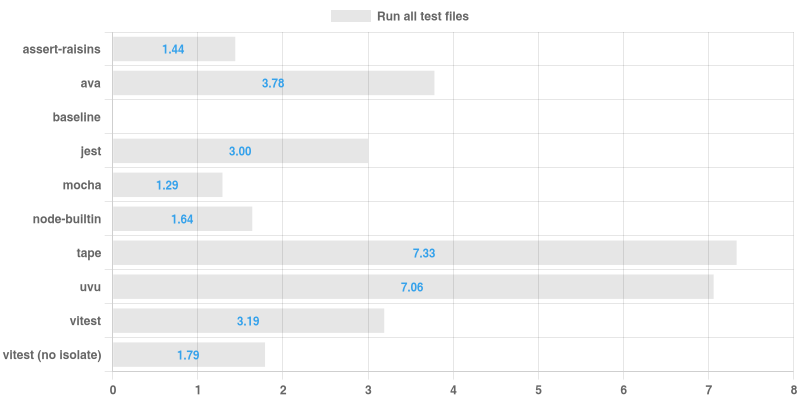 Run all test files
assert-raisins 1.44
ava 3.78
baseline
jest 3.00
mocha 1.29
node-builtin 1.64
tape 7.33
uvu 7.06
vitest 3.19
vitest (no isolate) 1.79
0 1 2 3 4 5 6 7 8